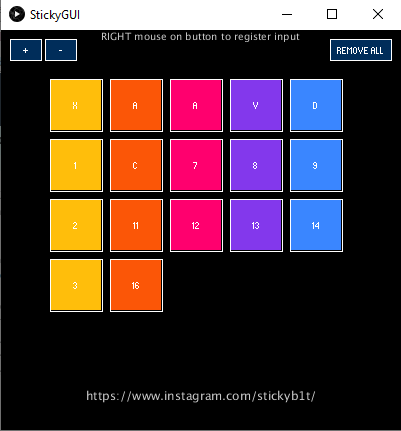 StickyGUI
RIGHT mouse on button to register input
+ - REMOVE ALL
X A A V D
1 C 7 8 9
2 11 12 13 14
3 16
https://www.instagram.com/stickyb1t/